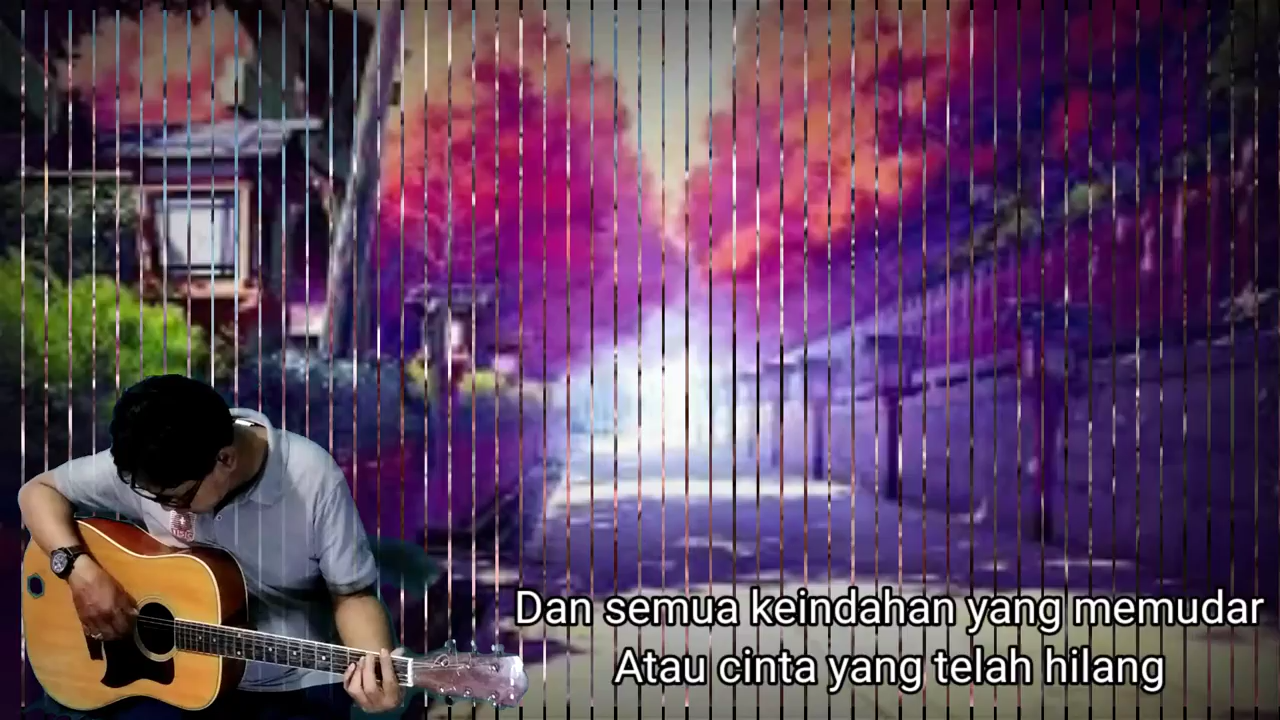 Dan semua keindahan yang memudar
Atau cinta yang telah hilang